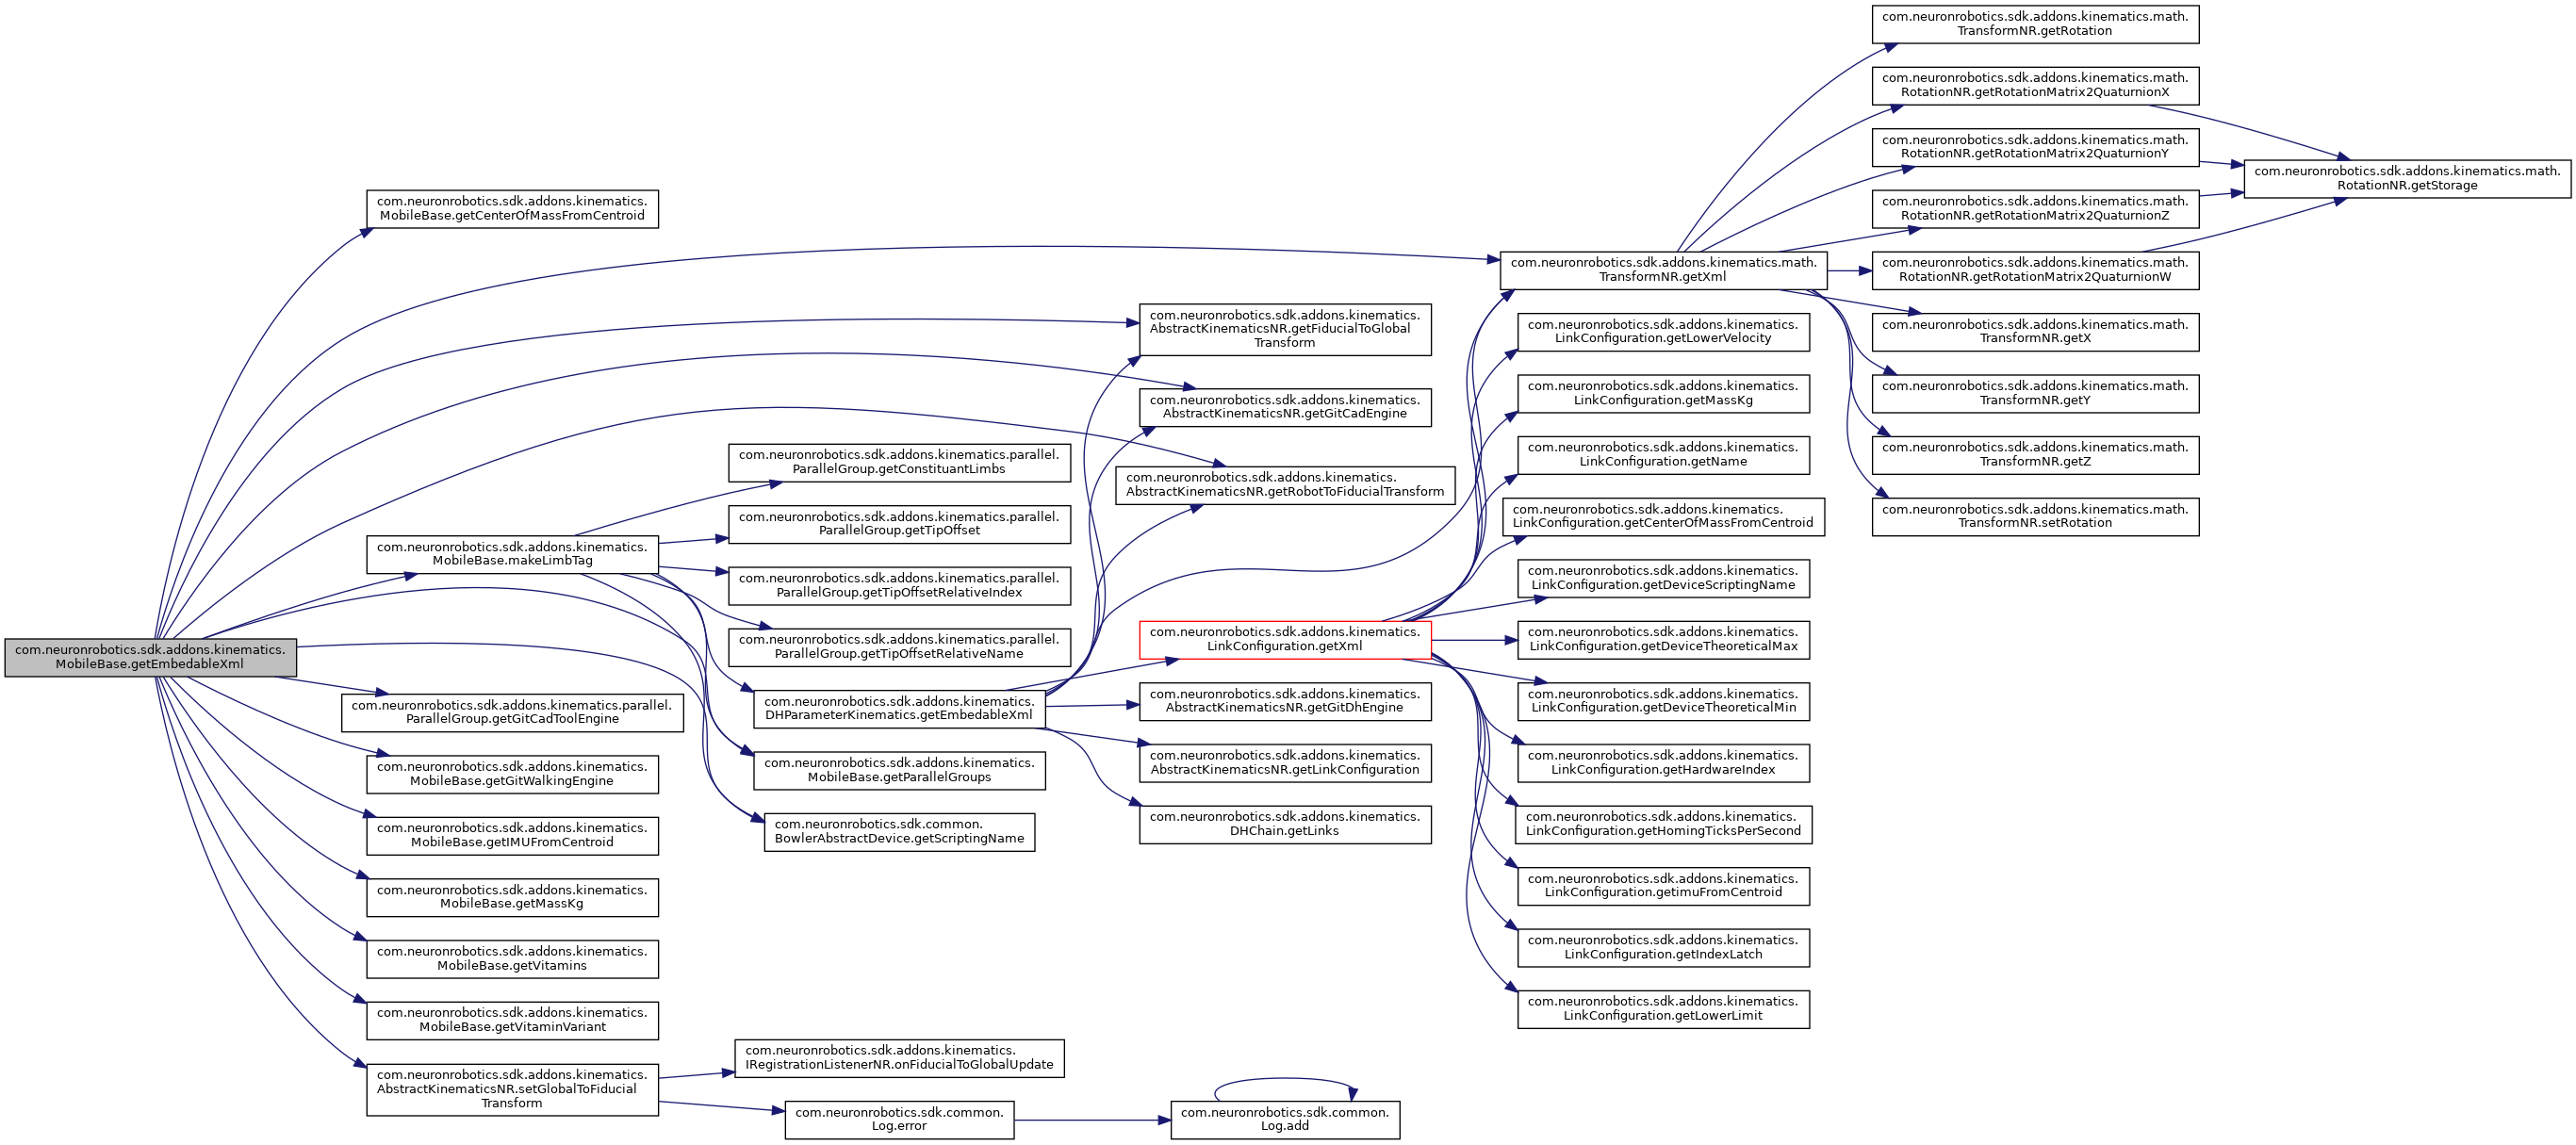 com.neuronrobotics.sdk.addons.kinematics.
MobileBase.getEmbedableXml
com.neuronrobotics.sdk.addons.kinematics.
MobileBase.getCenterOfMassFromCentroid
com.neuronrobotics.sdk.addons.kinematics.
MobileBase.makeLimbTag
com.neuronrobotics.sdk.addons.kinematics.parallel.
ParallelGroup.getGitCadToolEngine
com.neuronrobotics.sdk.addons.kinematics.
MobileBase.getGitWalkingEngine
com.neuronrobotics.sdk.addons.kinematics.
MobileBase.getIMUFromCentroid
com.neuronrobotics.sdk.addons.kinematics.
MobileBase.getMassKg
com.neuronrobotics.sdk.addons.kinematics.
MobileBase.getVitamins
com.neuronrobotics.sdk.addons.kinematics.
MobileBase.getVitaminVariant
com.neuronrobotics.sdk.addons.kinematics.
AbstractKinematicsNR.setGlobalToFiducial
Transform
com.neuronrobotics.sdk.addons.kinematics.parallel.
ParallelGroup.getConstituantLimbs
com.neuronrobotics.sdk.addons.kinematics.parallel.
ParallelGroup.getTipOffset
com.neuronrobotics.sdk.addons.kinematics.parallel.
ParallelGroup.getTipOffsetRelativeIndex
com.neuronrobotics.sdk.addons.kinematics.parallel.
ParallelGroup.getTipOffsetRelativeName
com.neuronrobotics.sdk.addons.kinematics.
DHParameterKinematics.getEmbedableXml
com.neuronrobotics.sdk.addons.kinematics.
MobileBase.getParallelGroups
com.neuronrobotics.sdk.common.
BowlerAbstractDevice.getScriptingName
com.neuronrobotics.sdk.addons.kinematics.
IRegistrationListenerNR.onFiducialToGlobalUpdate
com.neuronrobotics.sdk.common.
Log.error
com.neuronrobotics.sdk.addons.kinematics.
AbstractKinematicsNR.getFiducialToGlobal
Transform
com.neuronrobotics.sdk.addons.kinematics.
AbstractKinematicsNR.getGitCadEngine
com.neuronrobotics.sdk.addons.kinematics.
AbstractKinematicsNR.getRobotToFiducialTransform
com.neuronrobotics.sdk.addons.kinematics.
LinkConfiguration.getXml
com.neuronrobotics.sdk.addons.kinematics.
AbstractKinematicsNR.getGitDhEngine
com.neuronrobotics.sdk.addons.kinematics.
AbstractKinematicsNR.getLinkConfiguration
com.neuronrobotics.sdk.addons.kinematics.
DHChain.getLinks
com.neuronrobotics.sdk.common.
Log.add
com.neuronrobotics.sdk.addons.kinematics.math.
TransformNR.getXml
com.neuronrobotics.sdk.addons.kinematics.
LinkConfiguration.getLowerVelocity
com.neuronrobotics.sdk.addons.kinematics.
LinkConfiguration.getMassKg
com.neuronrobotics.sdk.addons.kinematics.
LinkConfiguration.getName
com.neuronrobotics.sdk.addons.kinematics.
LinkConfiguration.getCenterOfMassFromCentroid
com.neuronrobotics.sdk.addons.kinematics.
LinkConfiguration.getDeviceScriptingName
com.neuronrobotics.sdk.addons.kinematics.
LinkConfiguration.getDeviceTheoreticalMax
com.neuronrobotics.sdk.addons.kinematics.
LinkConfiguration.getDeviceTheoreticalMin
com.neuronrobotics.sdk.addons.kinematics.
LinkConfiguration.getHardwareIndex
com.neuronrobotics.sdk.addons.kinematics.
LinkConfiguration.getHomingTicksPerSecond
com.neuronrobotics.sdk.addons.kinematics.
LinkConfiguration.getimuFromCentroid
com.neuronrobotics.sdk.addons.kinematics.
LinkConfiguration.getIndexLatch
com.neuronrobotics.sdk.addons.kinematics.
LinkConfiguration.getLowerLimit
com.neuronrobotics.sdk.addons.kinematics.math.
TransformNR.getRotation
com.neuronrobotics.sdk.addons.kinematics.math.
RotationNR.getRotationMatrix2QuaturnionX
com.neuronrobotics.sdk.addons.kinematics.math.
RotationNR.getRotationMatrix2QuaturnionY
com.neuronrobotics.sdk.addons.kinematics.math.
RotationNR.getRotationMatrix2QuaturnionZ
com.neuronrobotics.sdk.addons.kinematics.math.
RotationNR.getRotationMatrix2QuaturnionW
com.neuronrobotics.sdk.addons.kinematics.math.
TransformNR.getX
com.neuronrobotics.sdk.addons.kinematics.math.
TransformNR.getY
com.neuronrobotics.sdk.addons.kinematics.math.
TransformNR.getZ
com.neuronrobotics.sdk.addons.kinematics.math.
TransformNR.setRotation
com.neuronrobotics.sdk.addons.kinematics.math.
RotationNR.getStorage